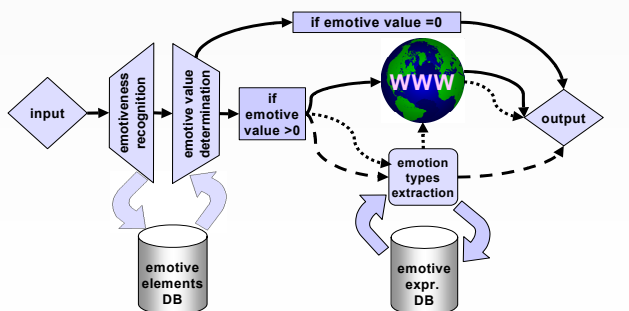 if emotive value =0
input
emotiveness
recognition
emotive value
determination
if
emotive
value >0
WWW
output
emotion
types
extraction
emotive
elements
DB
emotive
expr.
DB